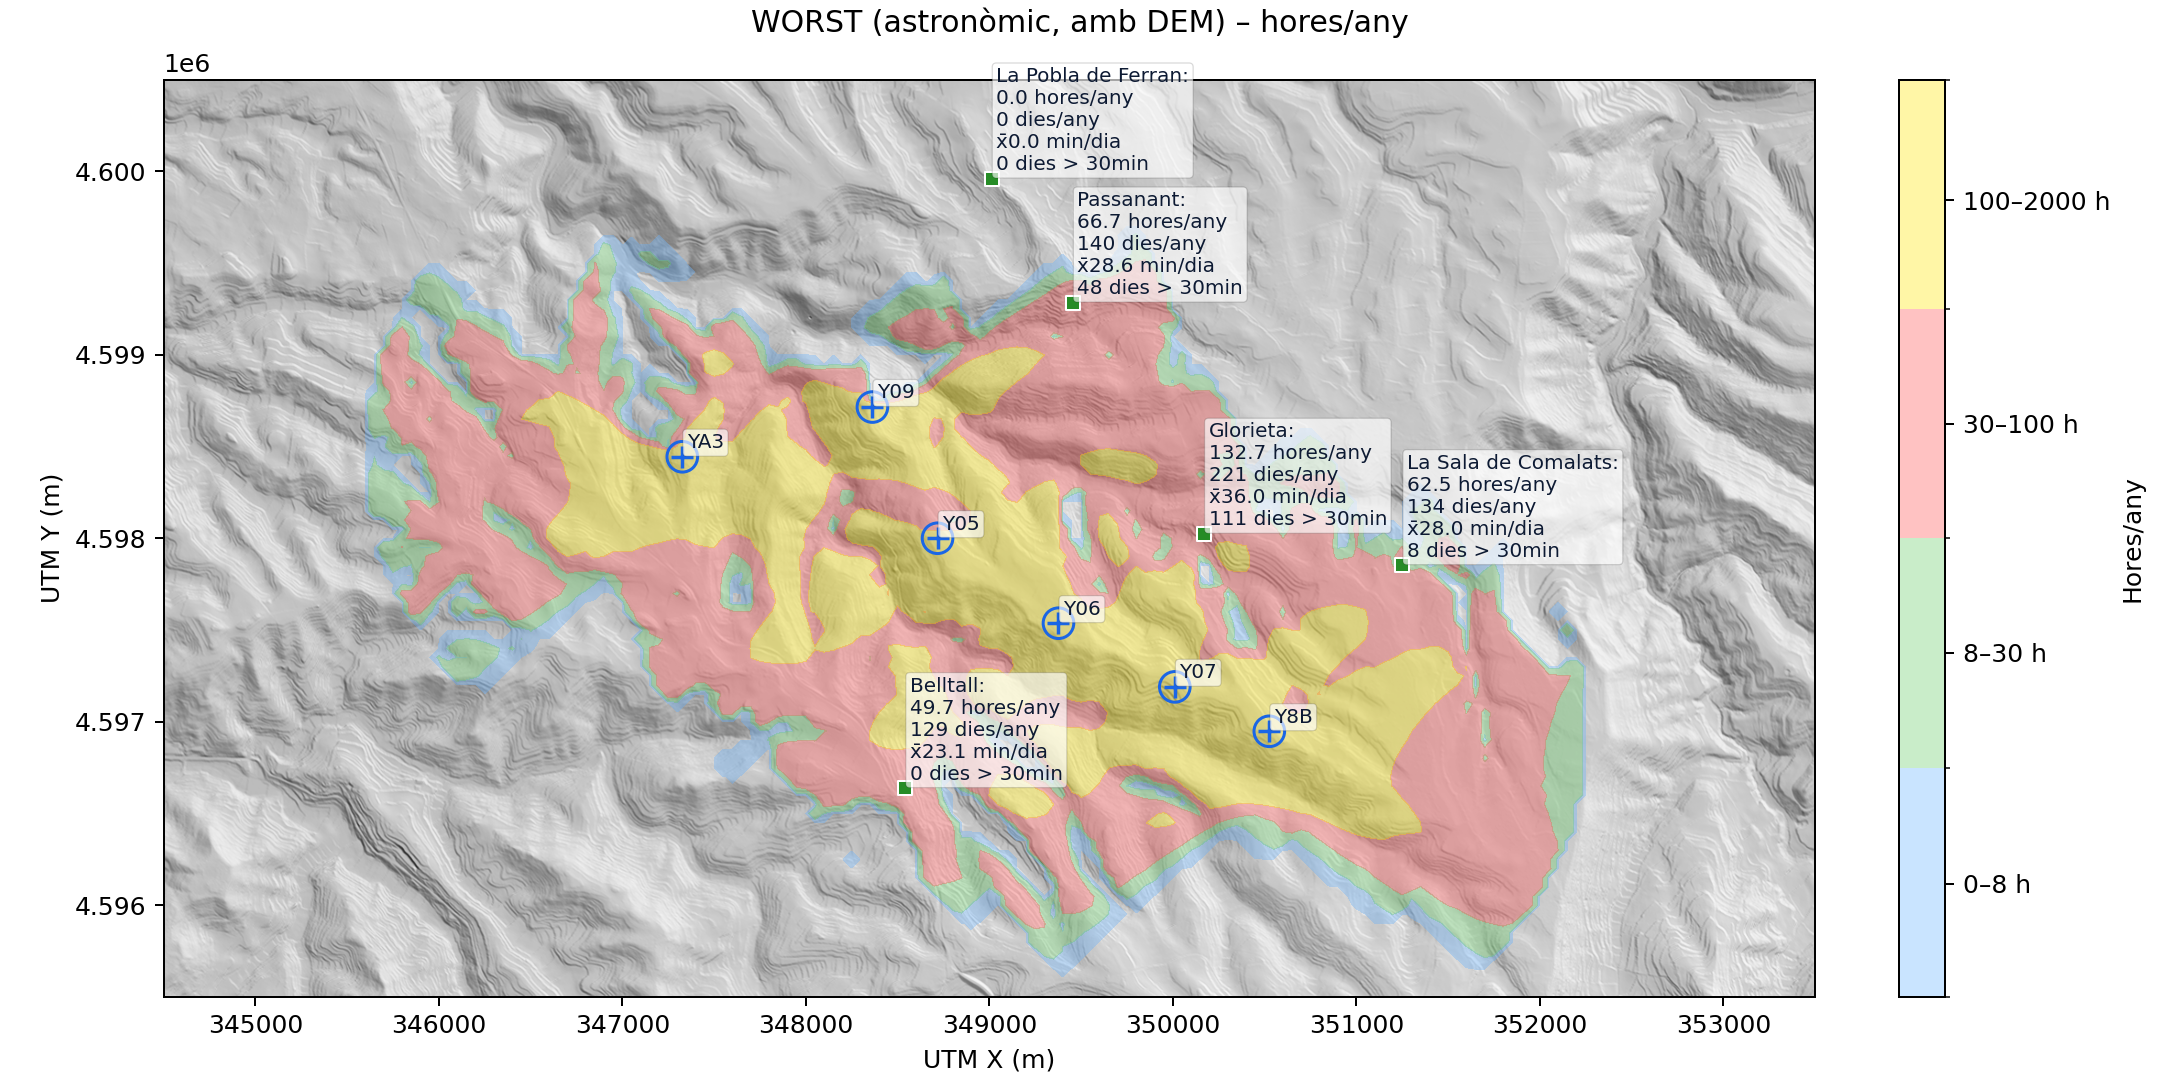 WORST (astronòmic, amb DEM) – hores/any
1e6
La Pobla de Ferran:
0.0 hores/any
0 dies/any
x̄0.0 min/dia
0 dies > 30min
Passanant:
66.7 hores/any
140 dies/any
x̄28.6 min/dia
48 dies > 30min
Y09
YA3
Glorieta:
132.7 hores/any
221 dies/any
x̄36.0 min/dia
111 dies > 30min
La Sala de Comalats:
62.5 hores/any
134 dies/any
x̄28.0 min/dia
8 dies > 30min
Y05
Y06
Y07
Y8B
Belltall:
49.7 hores/any
129 dies/any
x̄23.1 min/dia
0 dies > 30min
4.600
4.599
4.598
4.597
4.596
UTM Y (m)
345000 346000 347000 348000 349000 350000 351000 352000 353000
UTM X (m)
100–2000 h
30–100 h
8–30 h
0–8 h
Hores/any